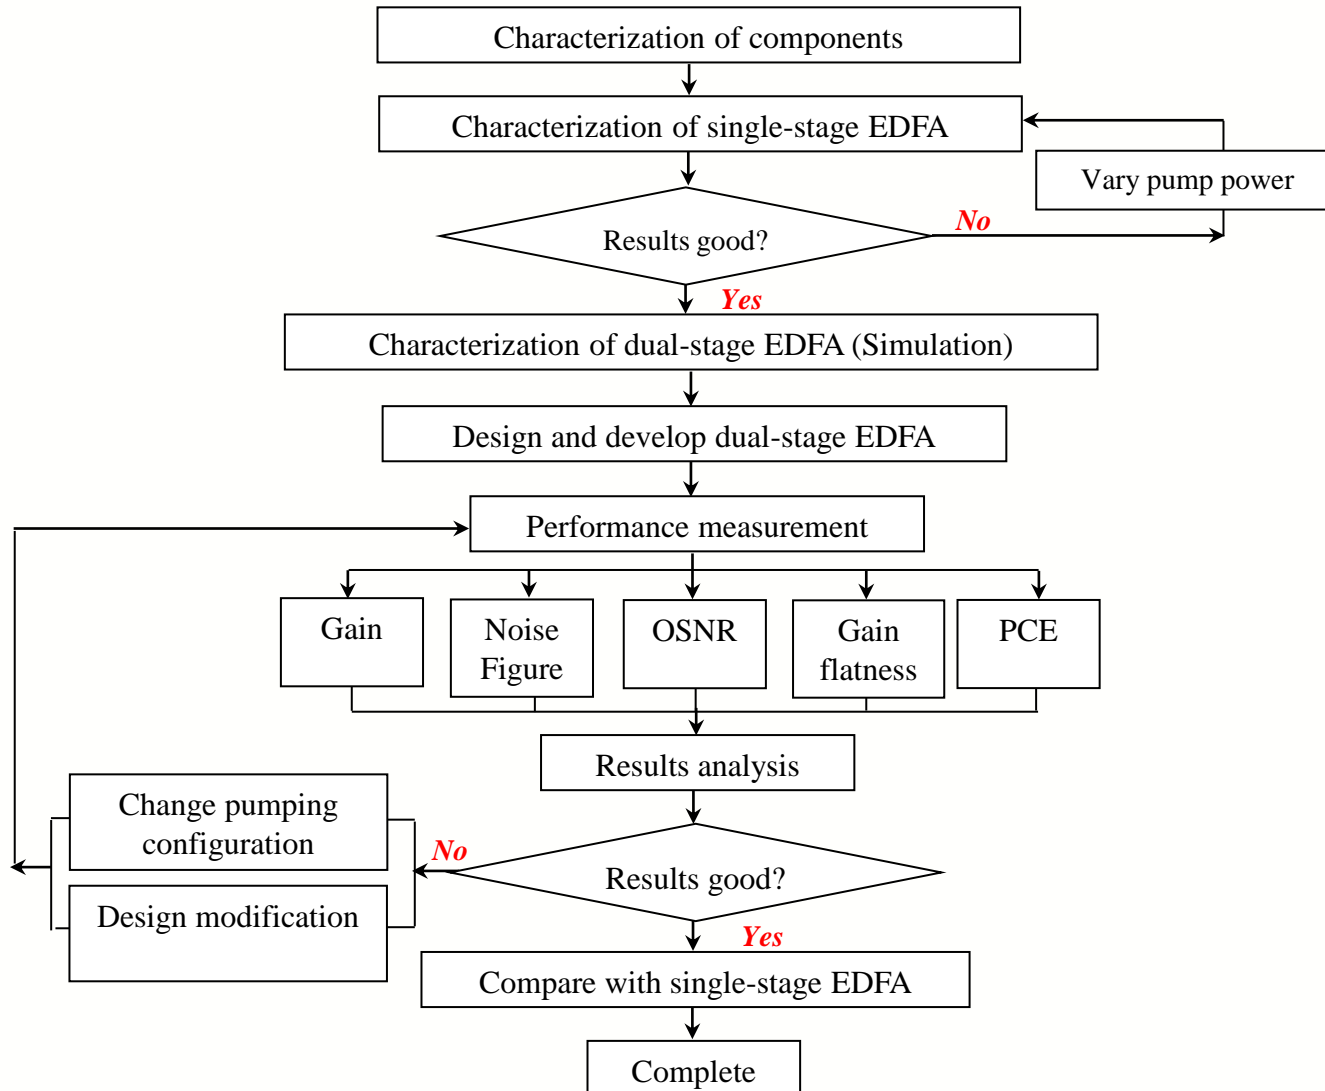 Characterization of components
Characterization of single-stage EDFA
Vary pump power
No
Results good?
Yes
Characterization of dual-stage EDFA (Simulation)
Design and develop dual-stage EDFA
Performance measurement
Gain
Noise
Figure
OSNR
Gain
flatness
PCE
Results analysis
Change pumping
configuration
No
Results good?
Design modification
Yes
Compare with single-stage EDFA
Complete